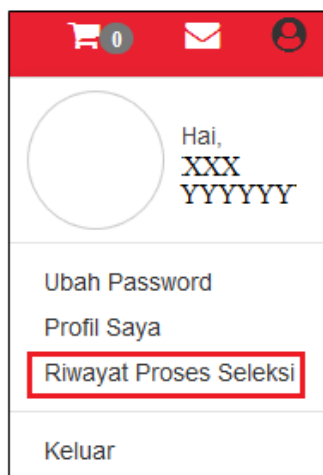 0
Hai,
XXX
YYYYYY
Ubah Password
Profil Saya
Riwayat Proses Seleksi
Keluar